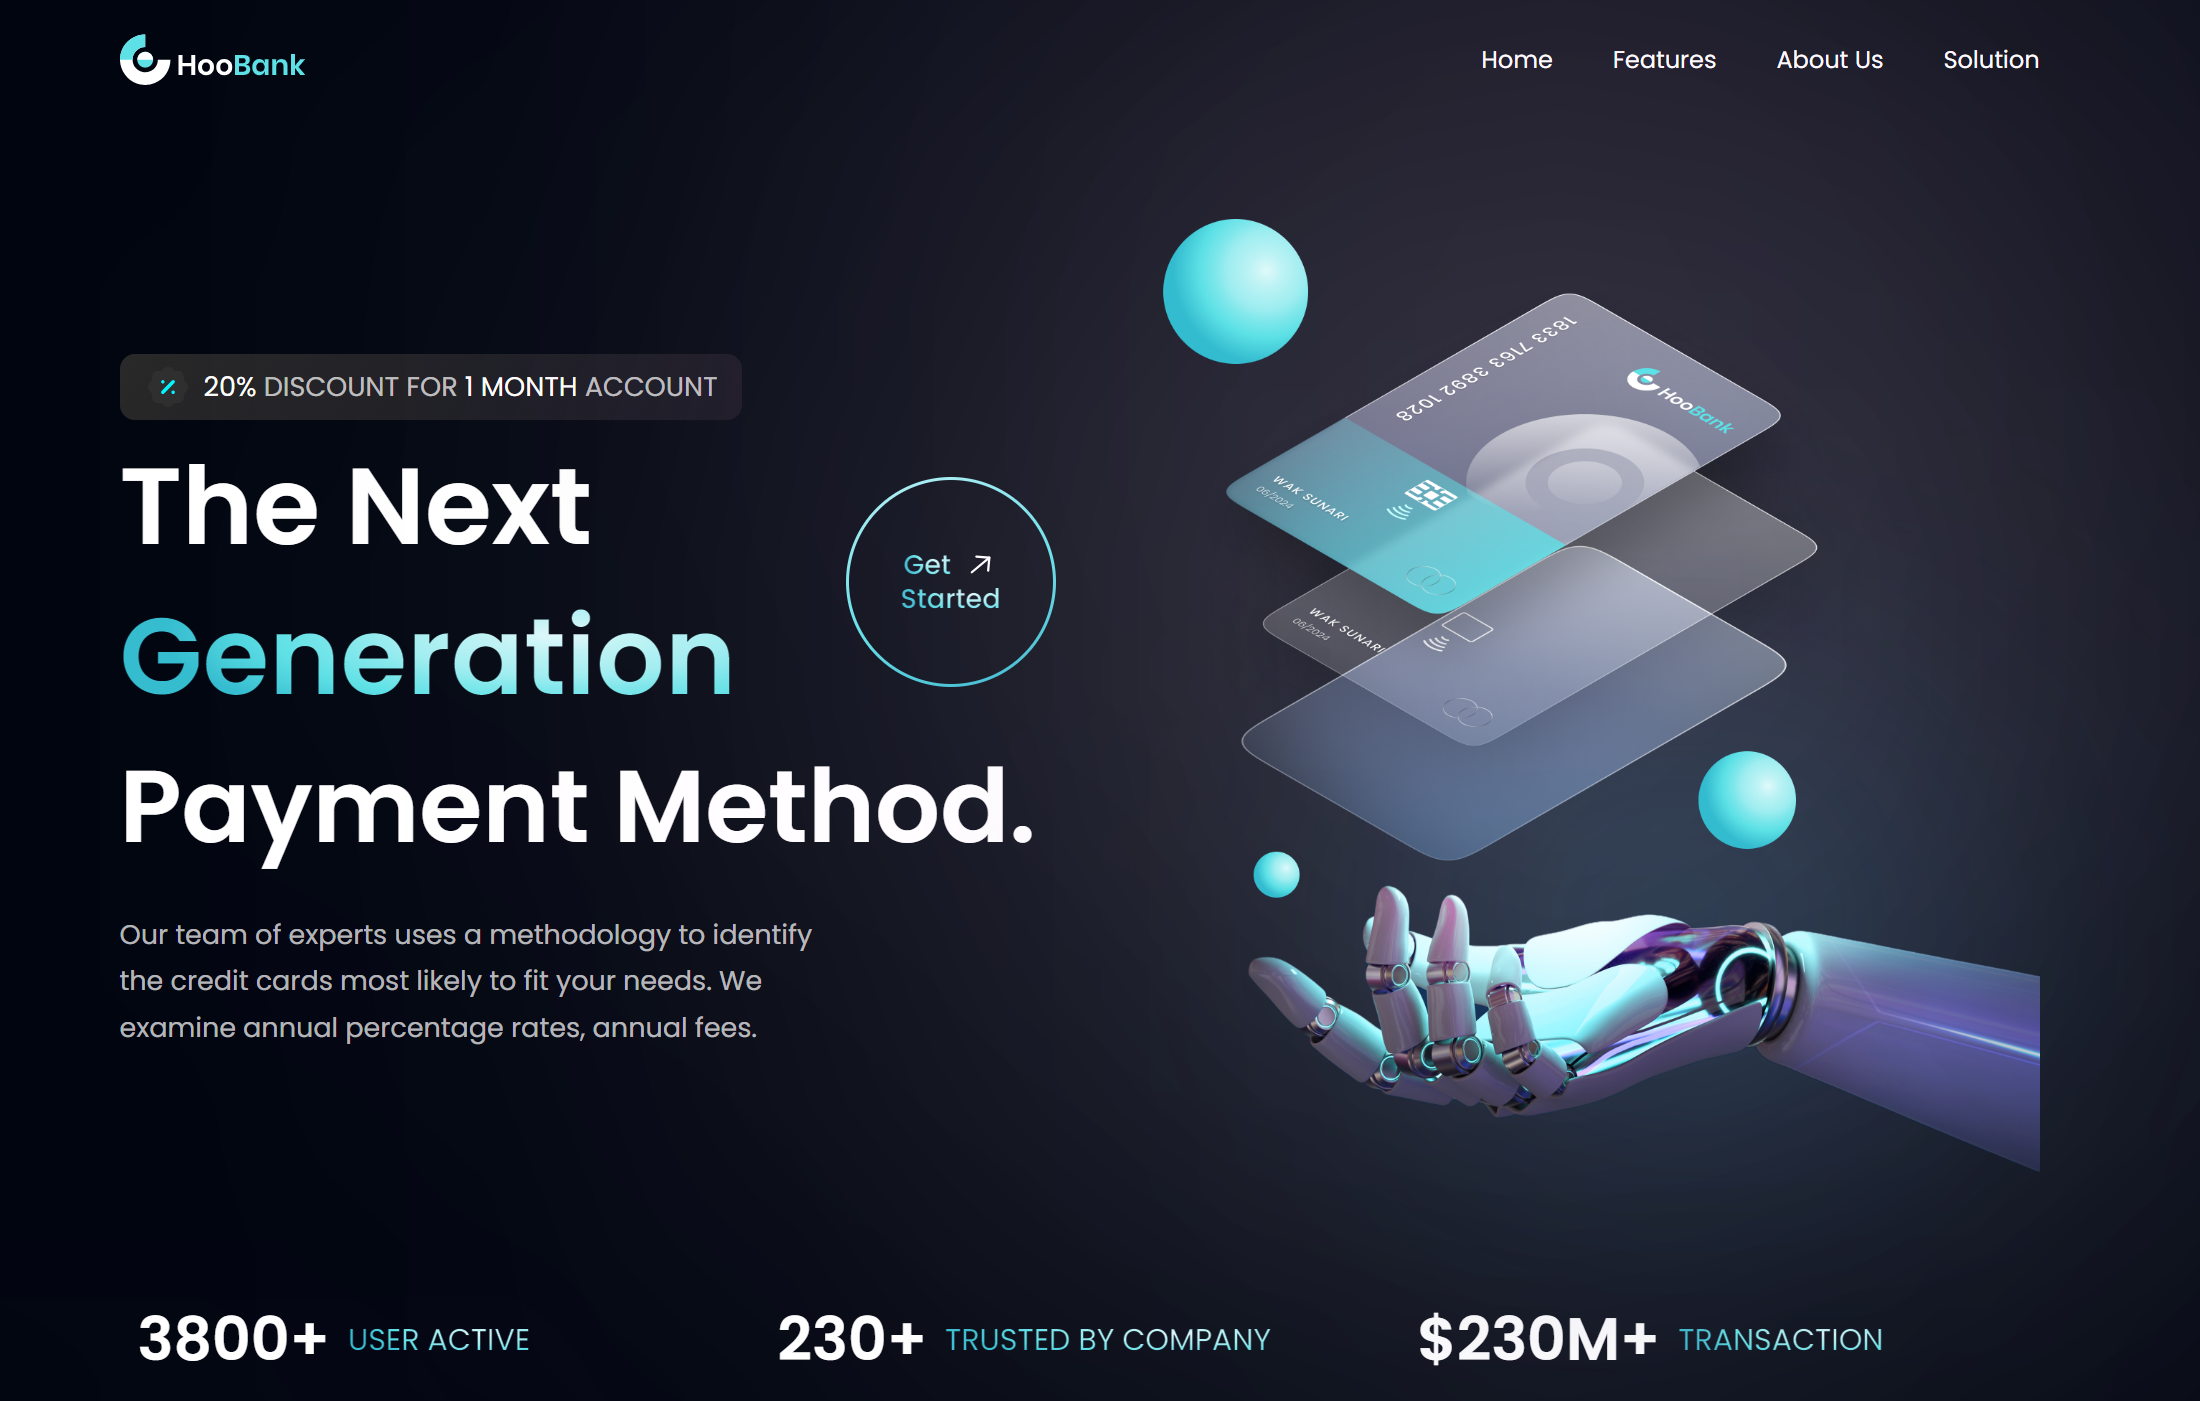 HooBank
Home Features About Us Solution
20% DISCOUNT FOR 1 MONTH ACCOUNT
The Next
Generation
Payment Method.
Get
Started
Our team of experts uses a methodology to identify
the credit cards most likely to fit your needs. We
examine annual percentage rates, annual fees.
1833 7163 3892 1028
HooBank
WAK SUNARI
06/2024
WAK SUNARI
06/2024
3800+ USER ACTIVE
230+ TRUSTED BY COMPANY
$230M+ TRANSACTION